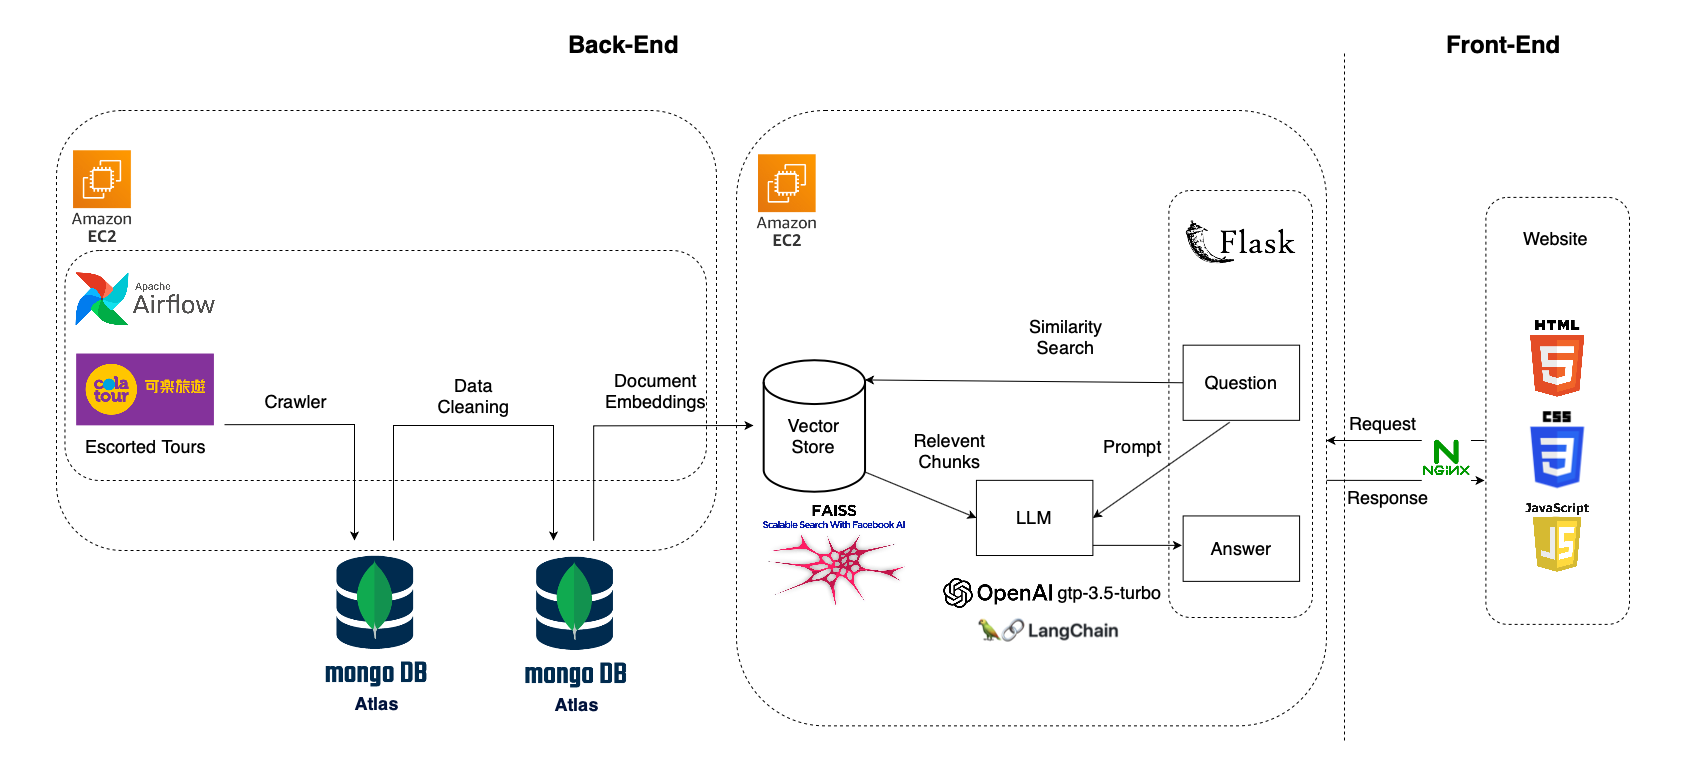 Back-End
Front-End
Amazon
EC2
Apache
Airflow
cola
tour
可樂旅遊
Escorted Tours
Crawler
Data
Cleaning
Document
Embeddings
mongo DB
Atlas
mongo DB
Atlas
Amazon
EC2
Flask
Similarity
Search
Question
Vector
Store
Relevent
Chunks
Prompt
LLM
Answer
FAISS
Scalable Search With Facebook AI
OpenAI gtp-3.5-turbo
LangChain
Request
NGINX
Response
Website
HTML
5
CSS
3
JavaScript
JS